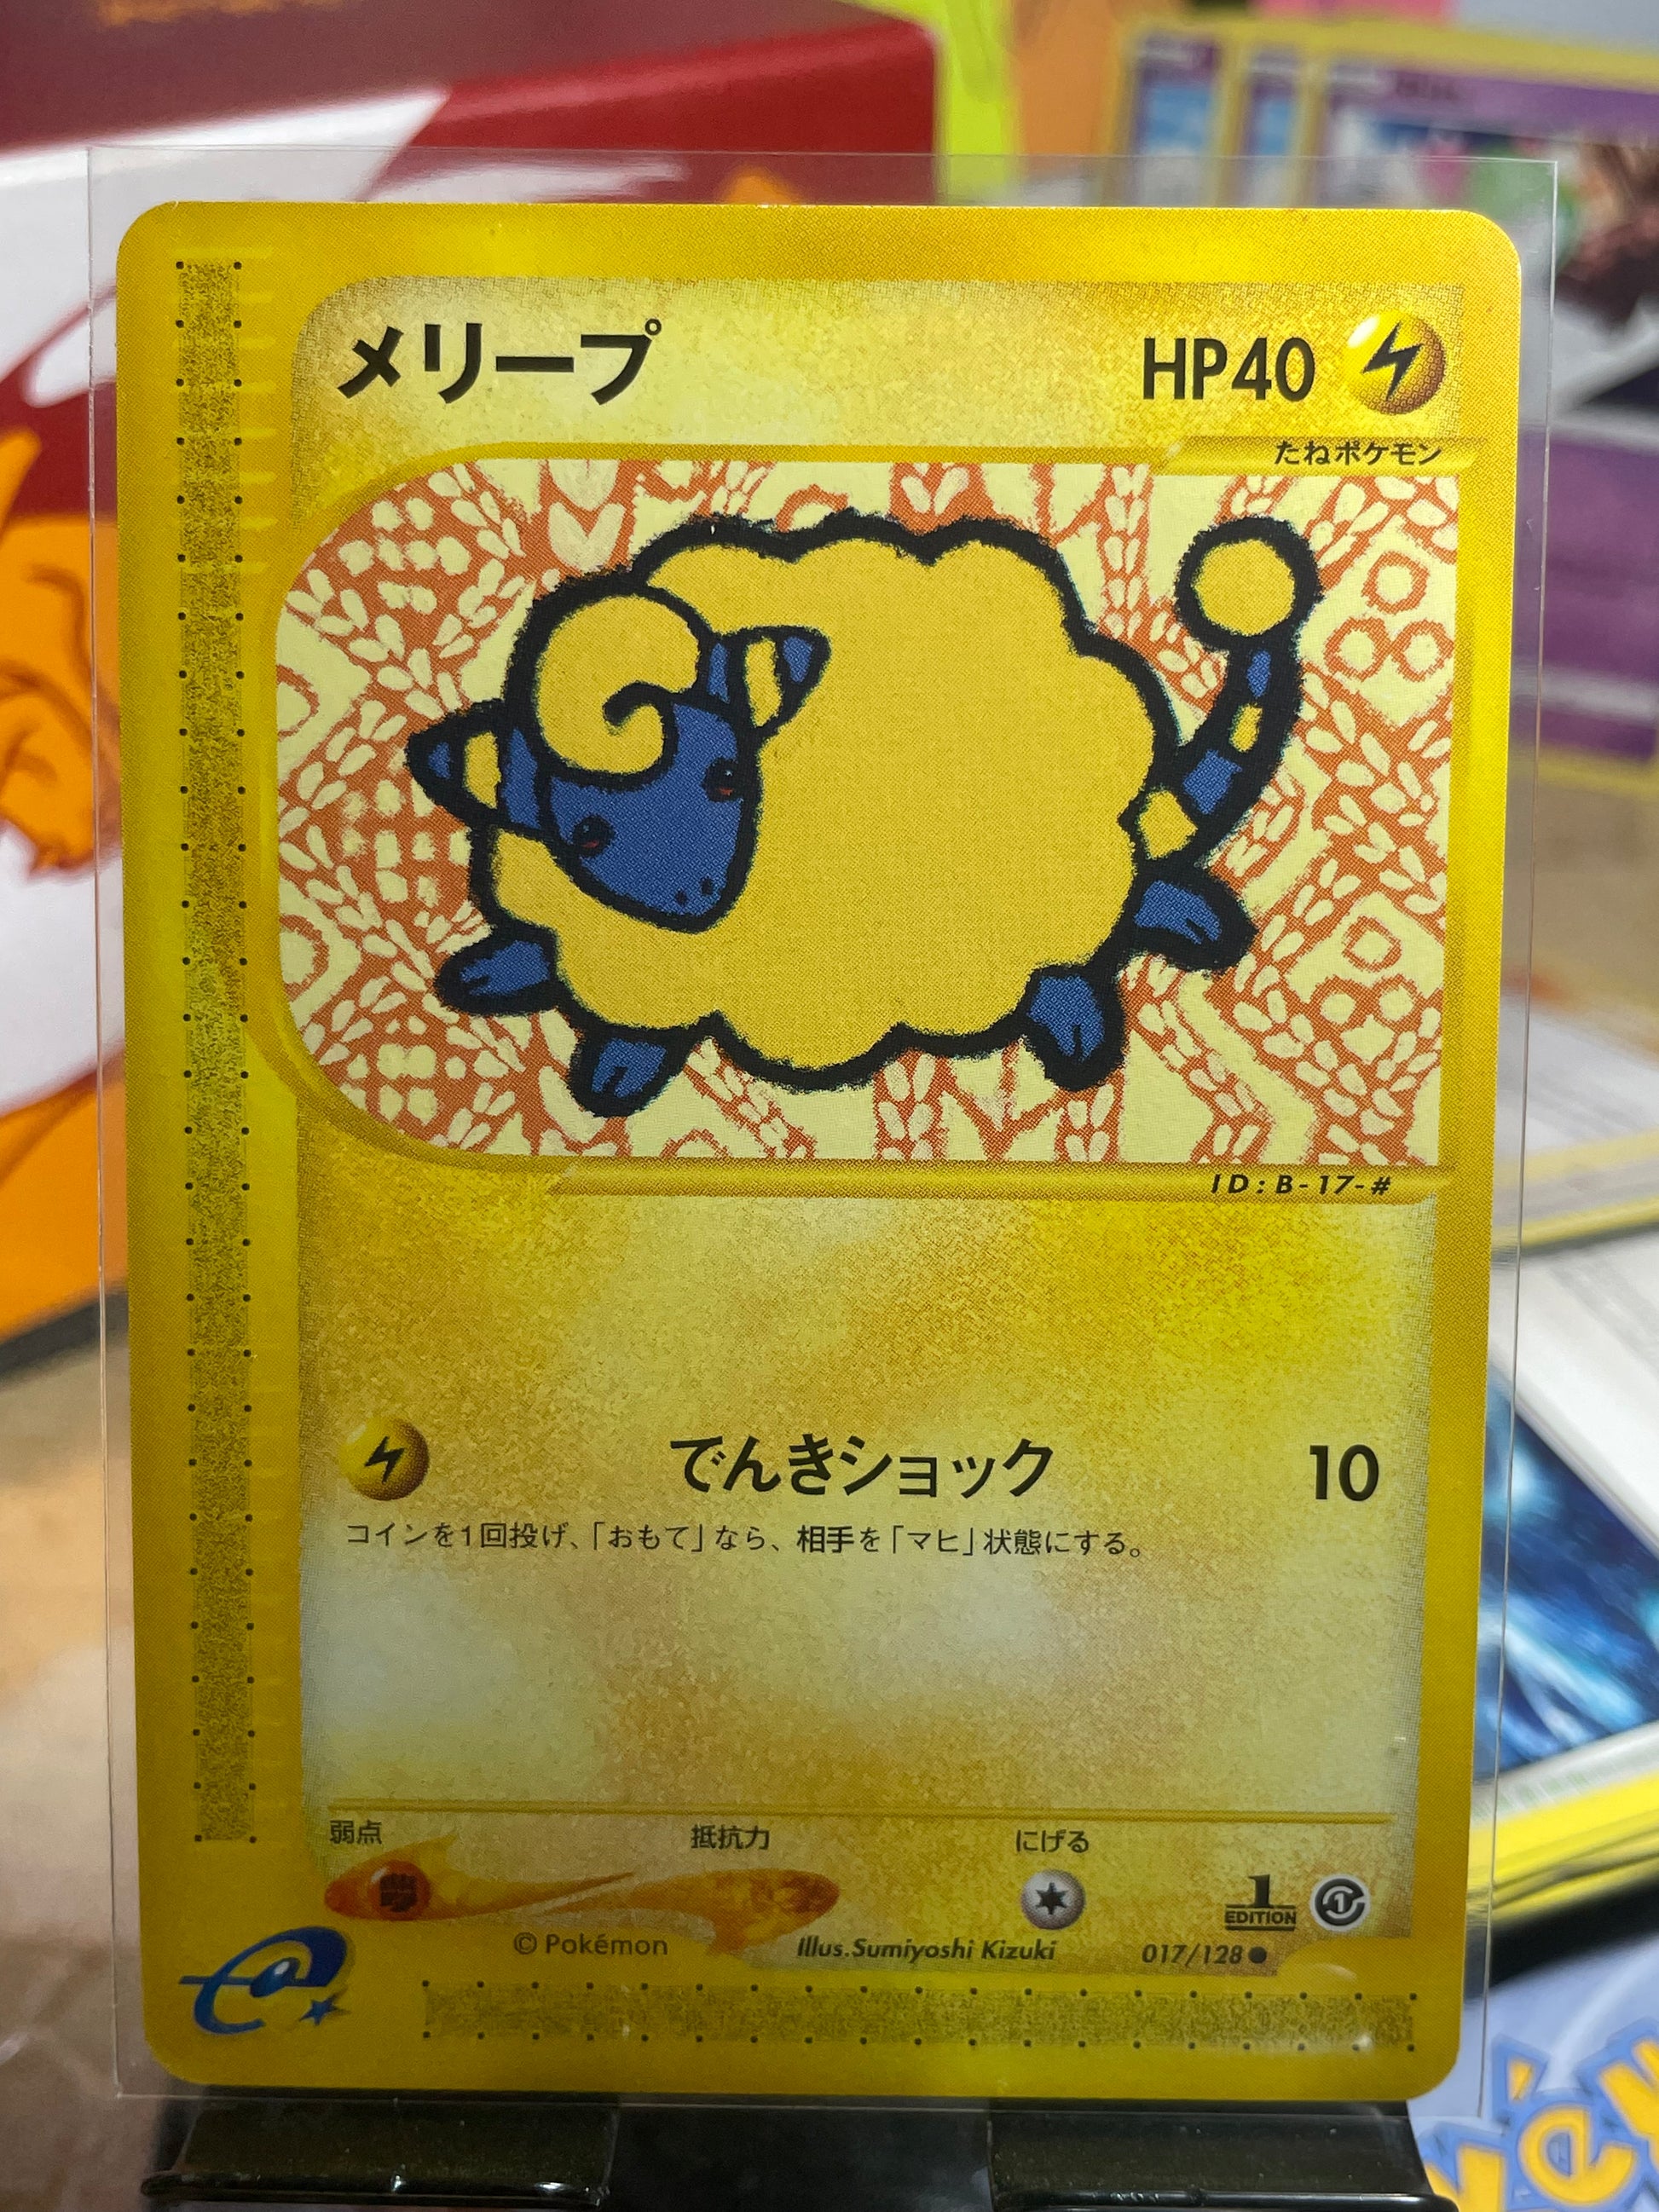 メリープ HP40
たねポケモン
ID:B-17-#
でんきショック 10
コインを1回投げ、「おもて」なら、相手を「マヒ」状態にする。
弱点 抵抗力 にげる
1
EDITION
© Pokémon Illus.Sumiyoshi Kizuki 017/128●